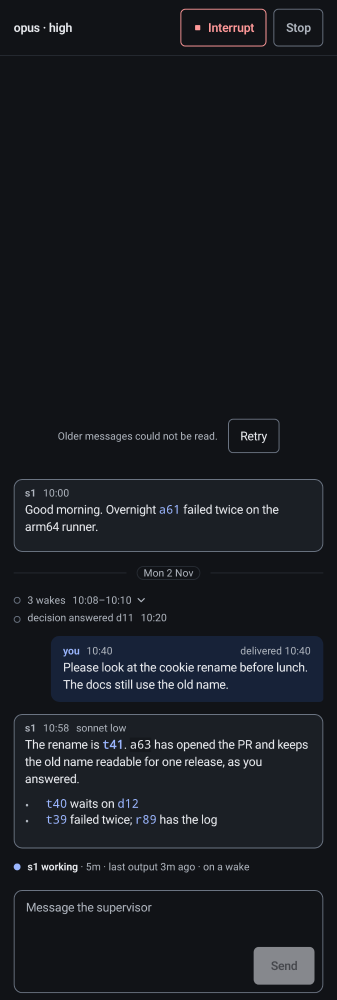 opus · high
Interrupt
Stop
Older messages could not be read.
Retry
s1 10:00
Good morning. Overnight a61 failed twice on the
arm64 runner.
Mon 2 Nov
3 wakes 10:08–10:10
decision answered d11 10:20
you 10:40 delivered 10:40
Please look at the cookie rename before lunch.
The docs still use the old name.
s1 10:58 sonnet low
The rename is t41. a63 has opened the PR and keeps
the old name readable for one release, as you
answered.
• t40 waits on d12
• t39 failed twice; r89 has the log
s1 working · 5m · last output 3m ago · on a wake
Message the supervisor
Send